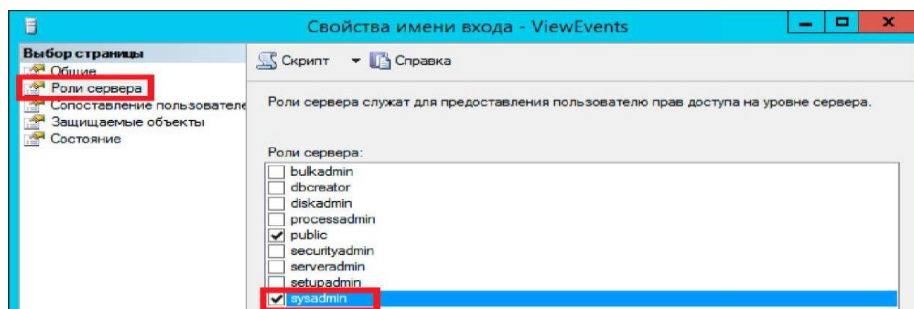 Свойства имени входа - ViewEvents
Выбор страницы
Общие
Роли сервера
Сопоставление пользователе
Защищаемые объекты
Состояние
Скрипт
Справка
Роли сервера служат для предоставления пользователю прав доступа на уровне сервера.
Роли сервера:
bulkadmin
dbcreator
diskadmin
processadmin
public
securityadmin
serveradmin
setupadmin
sysadmin